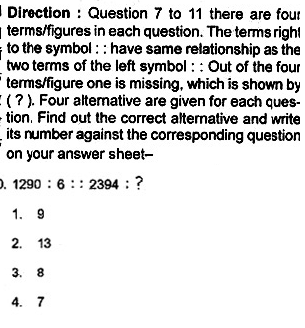 Direction : Question 7 to 11 there are four
terms/figures in each question. The terms right
to the symbol : : have same relationship as the
two terms of the left symbol : : Out of the four
terms/figure one is missing, which is shown by
( ? ). Four alternative are given for each ques-
tion. Find out the correct alternative and write
its number against the corresponding question
on your answer sheet–
1290 : 6 : : 2394 : ?
1. 9
2. 13
3. 8
4. 7